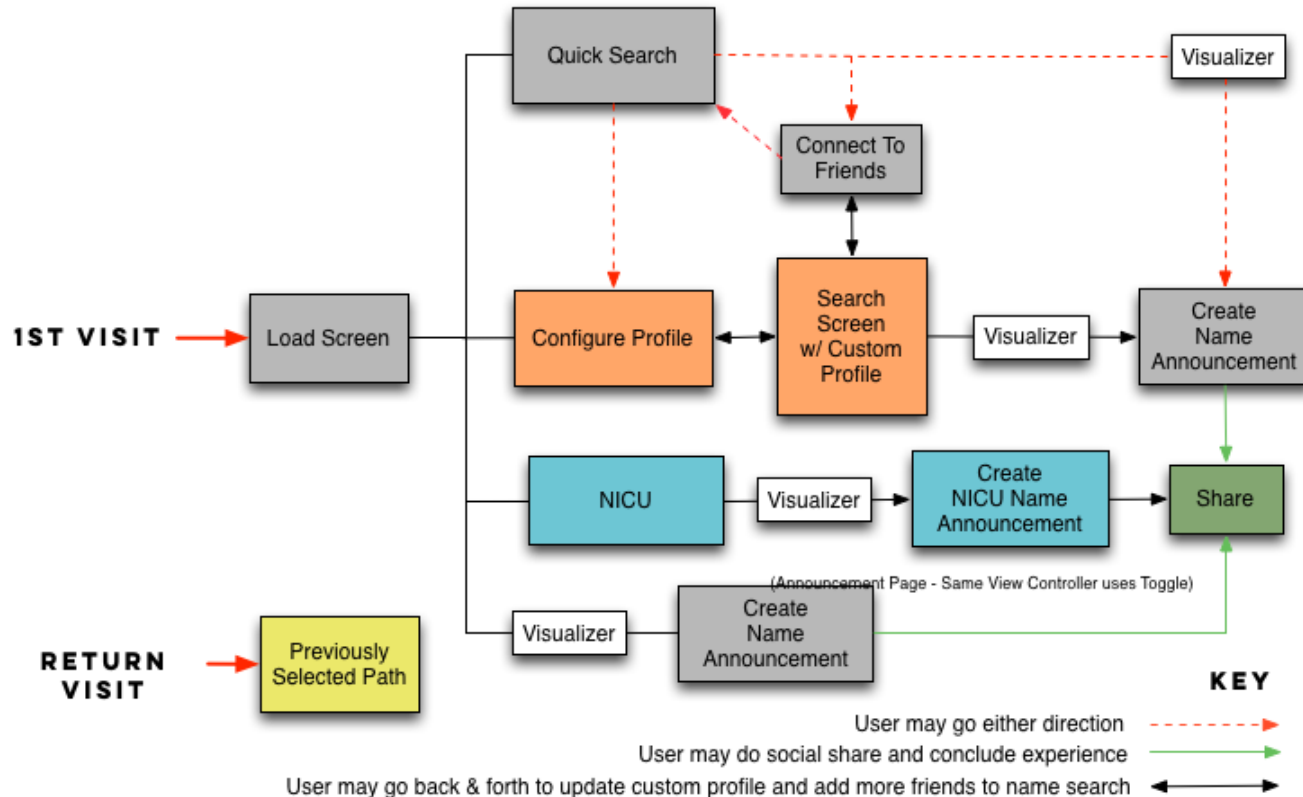 Quick Search
Visualizer
Connect To
Friends
1ST VISIT
Load Screen
Configure Profile
Search
Screen
w/ Custom
Profile
Visualizer
Create
Name
Announcement
NICU
Visualizer
Create
NICU Name
Announcement
Share
(Announcement Page - Same View Controller uses Toggle)
Visualizer
Create
Name
Announcement
RETURN
VISIT
Previously
Selected Path
KEY
User may go either direction
User may do social share and conclude experience
User may go back & forth to update custom profile and add more friends to name search